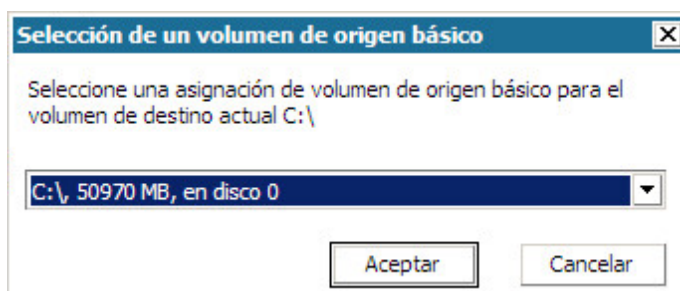 Selección de un volumen de origen básico
Seleccione una asignación de volumen de origen básico para el
volumen de destino actual C:\
C:\, 50970 MB, en disco 0
Aceptar
Cancelar